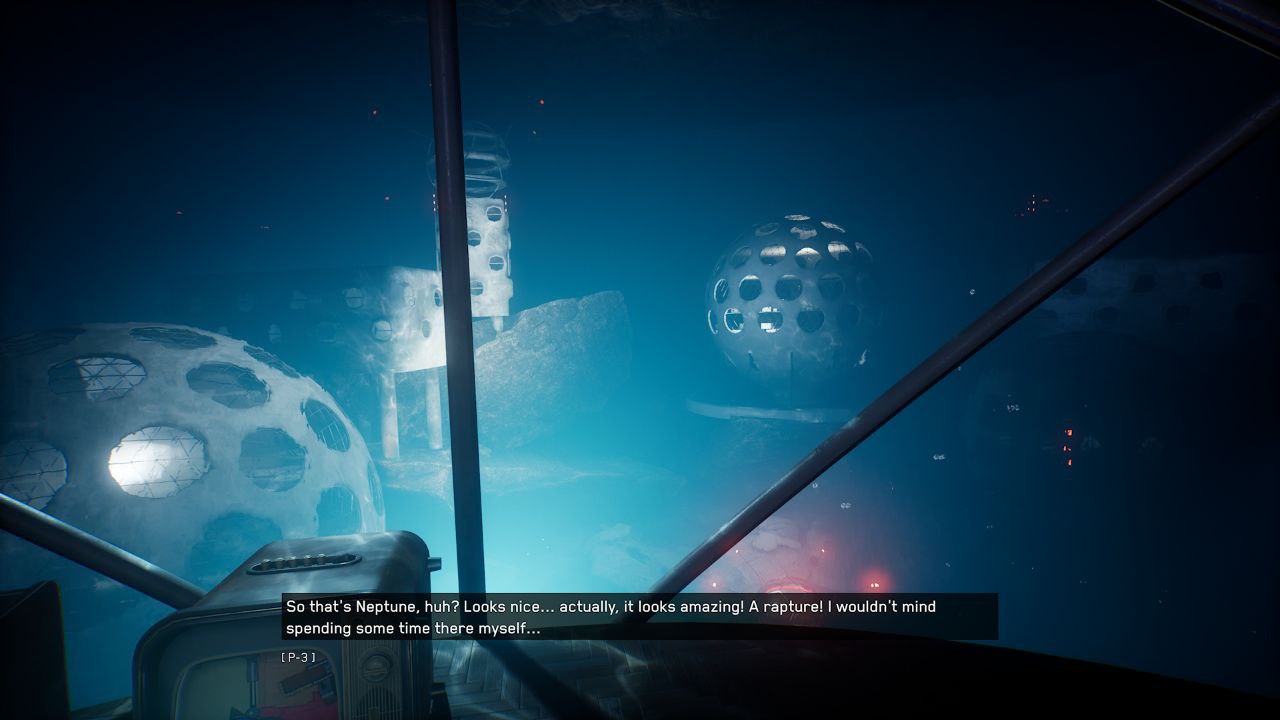 So that's Neptune, huh? Looks nice... actually, it looks amazing! A rapture! I wouldn't mind
spending some time there myself...
[P-3]